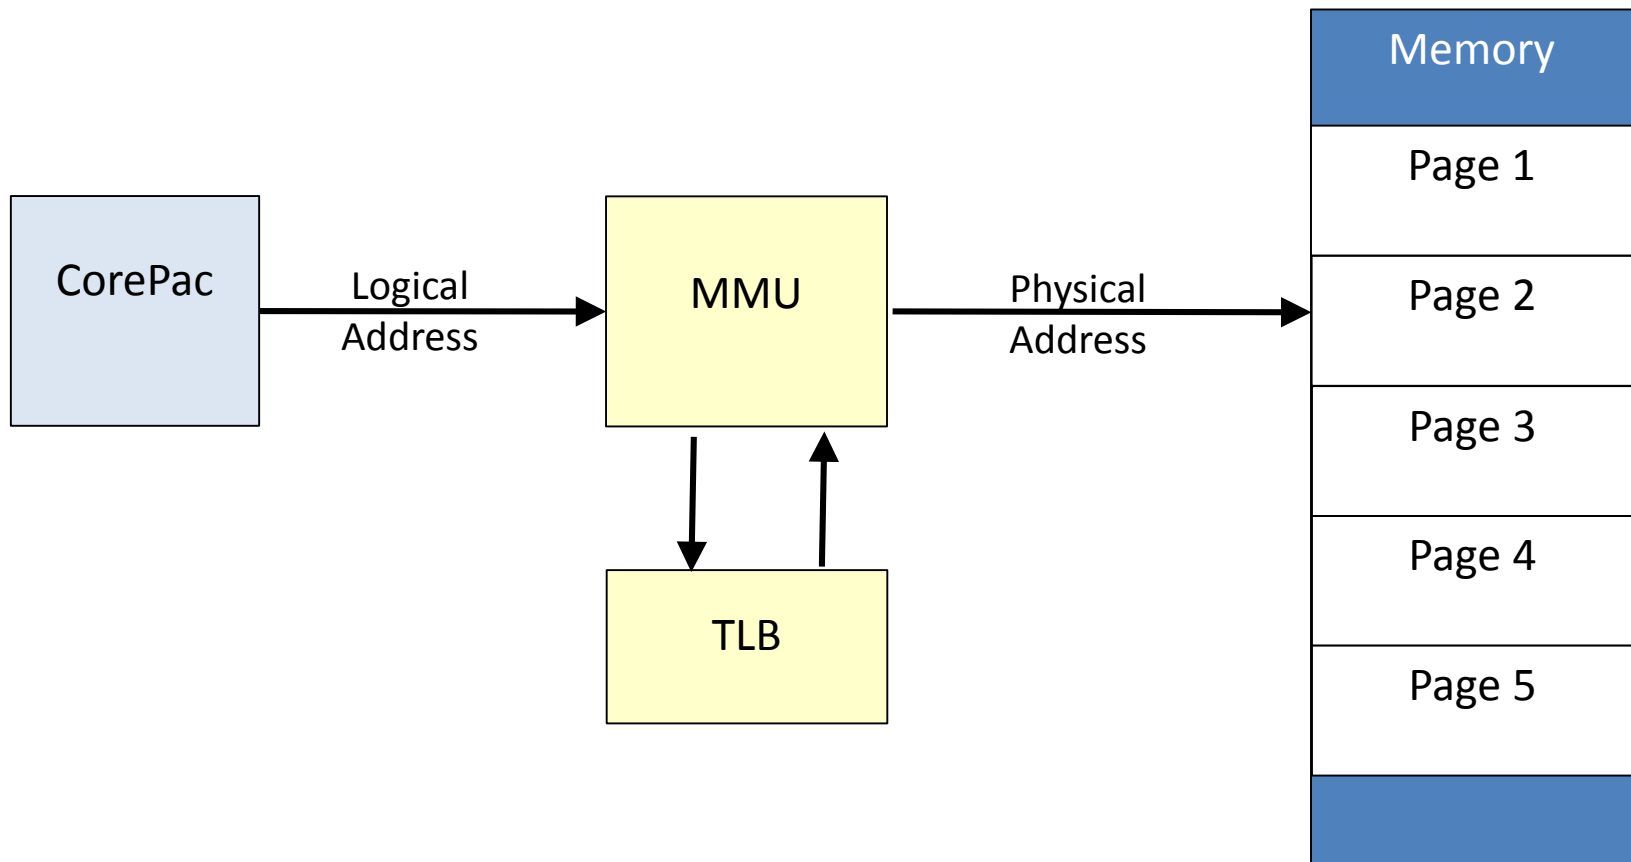 Memory
Page 1
CorePac
Logical
Address
MMU
Physical
Address
Page 2
Page 3
Page 4
TLB
Page 5